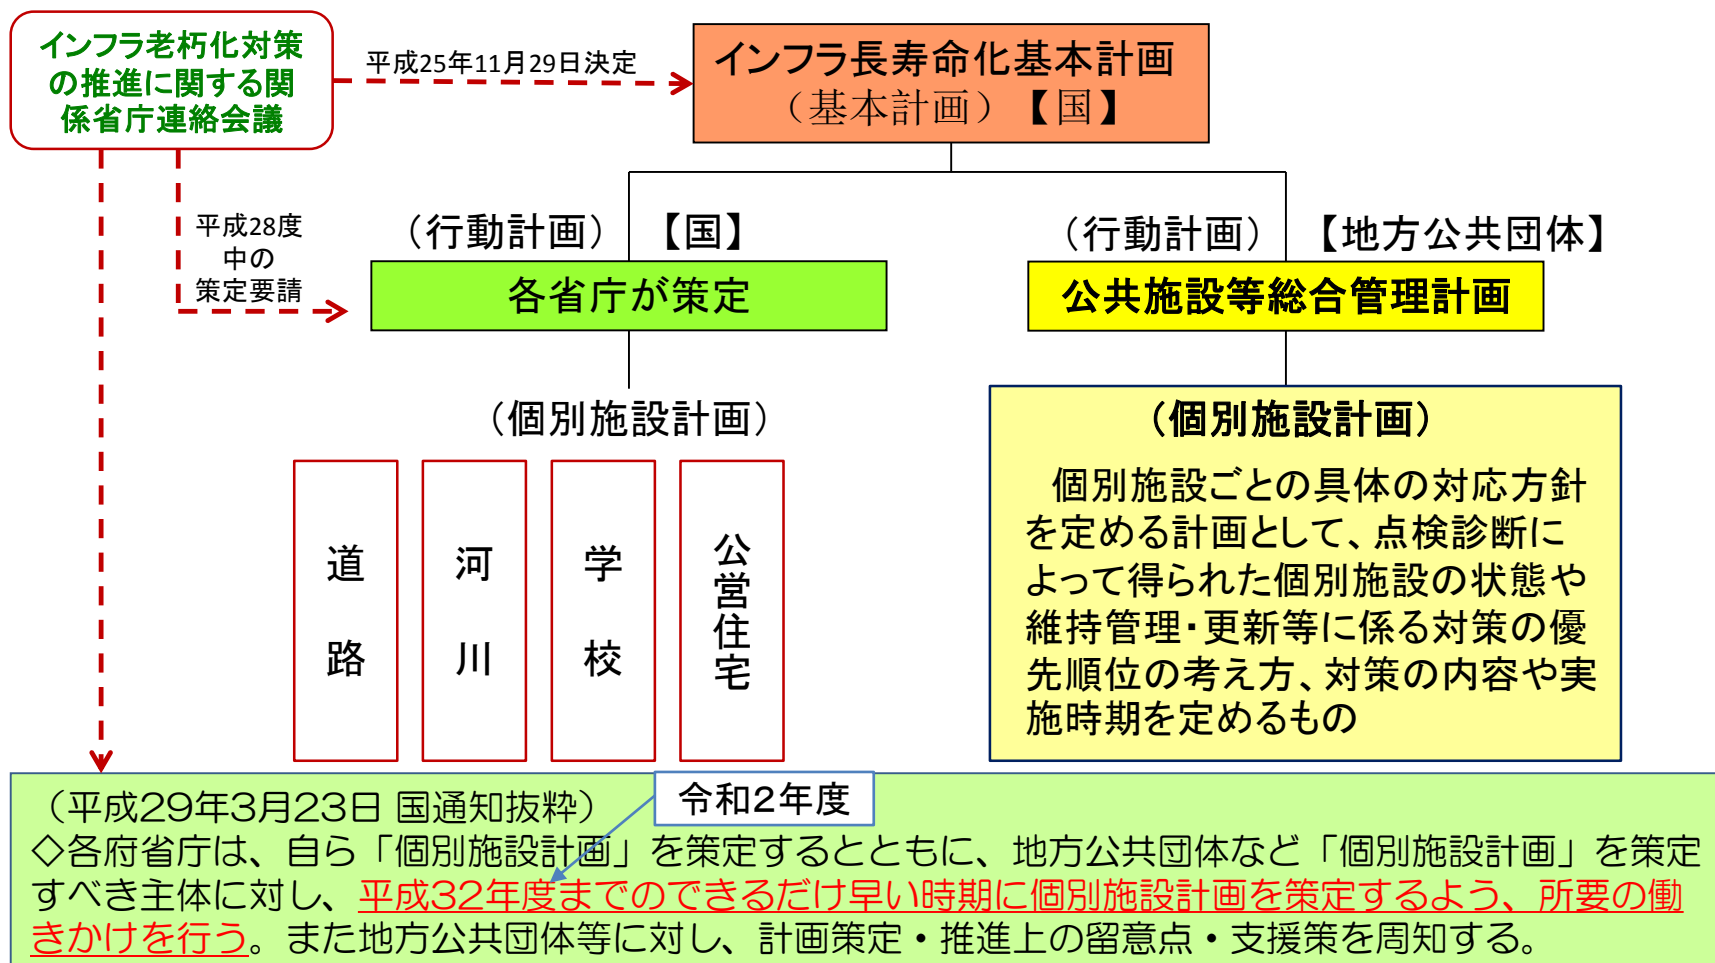 インフラ老朽化対策
の推進に関する関
係省庁連絡会議
平成25年11月29日決定
インフラ長寿命化基本計画
（基本計画）【国】
平成28度
中の
策定要請
（行動計画）【国】
各省庁が策定
（行動計画）【地方公共団体】
公共施設等総合管理計画
（個別施設計画）
道路
河川
学校
公営住宅
（個別施設計画）
個別施設ごとの具体の対応方針
を定める計画として、点検診断に
よって得られた個別施設の状態や
維持管理・更新等に係る対策の優
先順位の考え方、対策の内容や実
施時期を定めるもの
（平成29年3月23日 国通知抜粋）
令和2年度
◇各府省庁は、自ら「個別施設計画」を策定するとともに、地方公共団体など「個別施設計画」を策定
すべき主体に対し、平成32年度までのできるだけ早い時期に個別施設計画を策定するよう、所要の働
きかけを行う。また地方公共団体等に対し、計画策定・推進上の留意点・支援策を周知する。